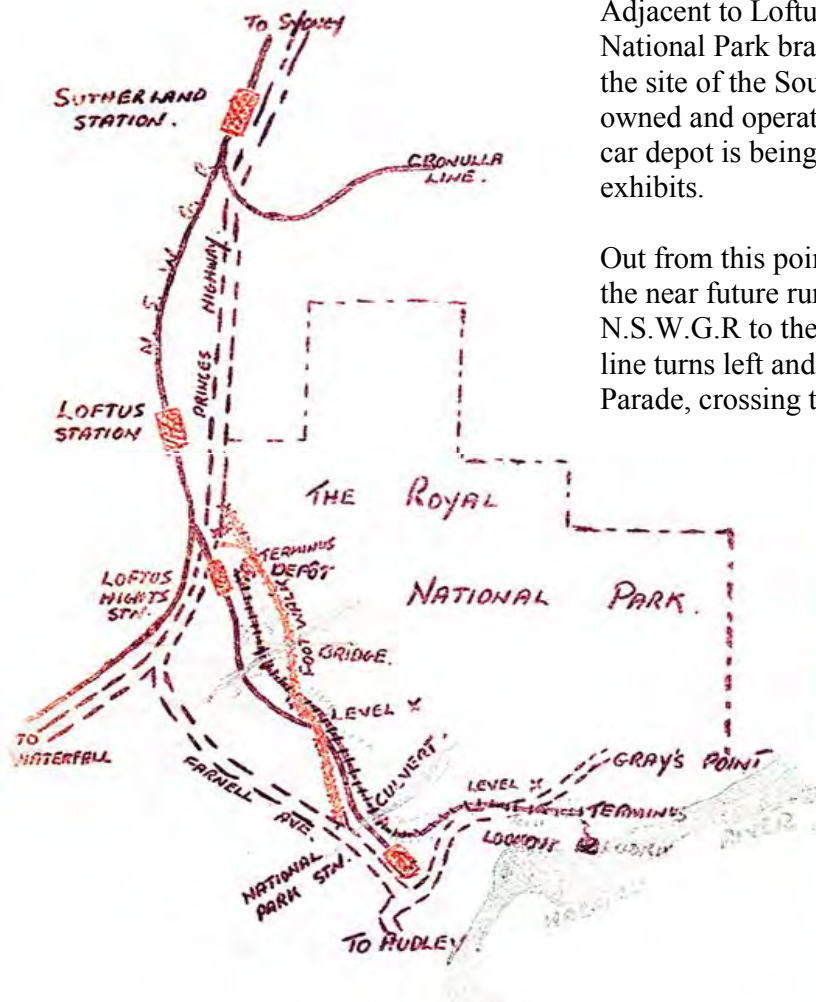 To Sydney
SUTHERLAND
STATION.
CRONULLA
LINE.
N S W G R
PRINCES HIGHWAY.
LOFTUS
STATION
THE ROYAL
NATIONAL PARK.
TERMINUS
DEPÔT
LOFTUS
HIGHTS
STN.
FOOT WALK
BRIDGE.
LEVEL X
TO
WATERFALL
FARNELL AVE.
CULVERT
GRAY'S POINT
LEVEL X
TERMINUS
LOOKOUT
RIVER
NATIONAL
PARK STN.
TO AUDLEY.
Adjacent to Loftu
National Park bra
the site of the Sou
owned and operat
car depot is being
exhibits.
Out from this poin
the near future run
N.S.W.G.R to the
line turns left and
Parade, crossing t